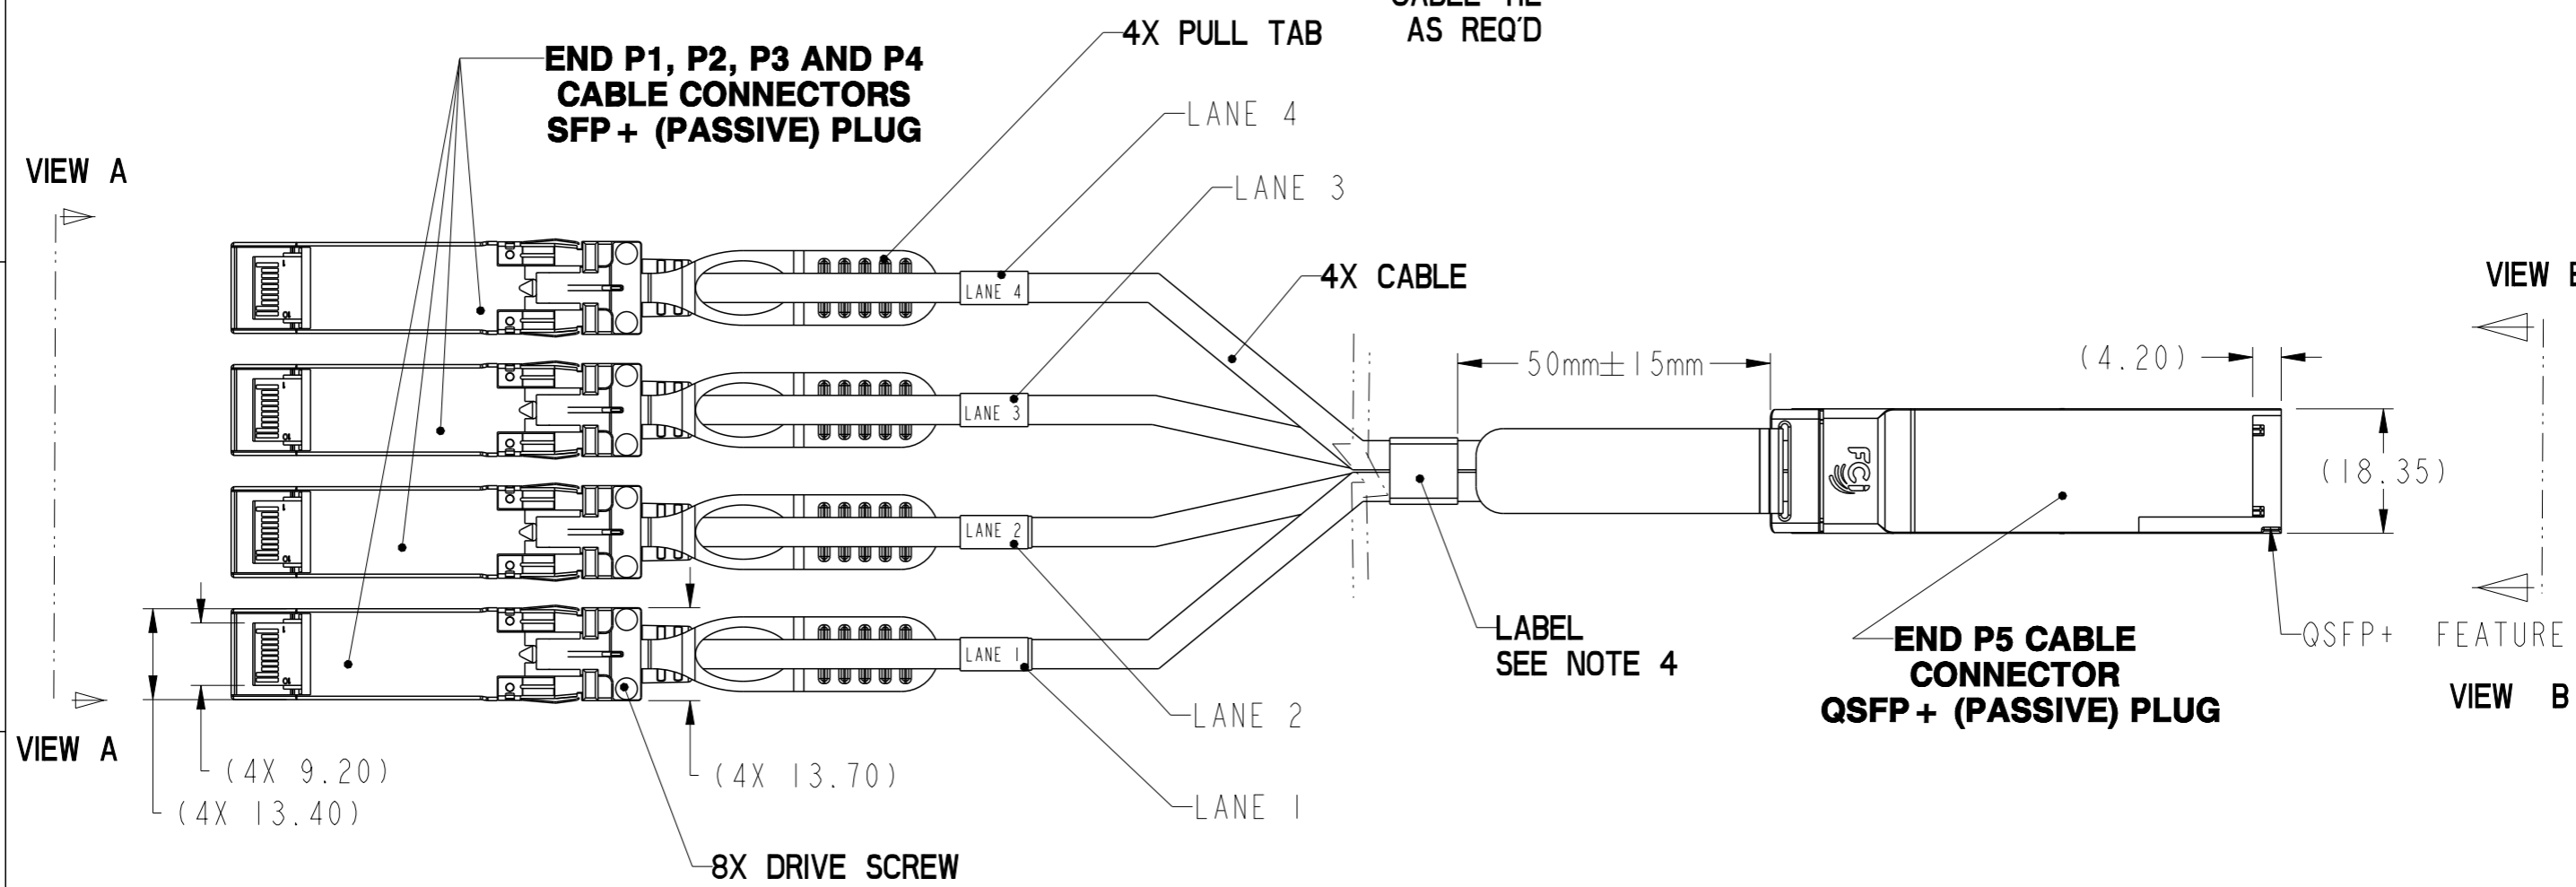 AS REQ'D
4X PULL TAB
END P1, P2, P3 AND P4
CABLE CONNECTORS
SFP+ (PASSIVE) PLUG
LANE 4
VIEW A
LANE 3
4X CABLE
VIEW B
LANE 4
50mm±15mm
(4.20)
LANE 3
FCI
(18.35)
LANE 2
LABEL
SEE NOTE 4
END P5 CABLE
CONNECTOR
QSFP+ (PASSIVE) PLUG
QSFP+ FEATURE
LANE 1
VIEW B
LANE 2
VIEW A
(4X 9.20)
(4X 13.70)
(4X 13.40)
LANE 1
8X DRIVE SCREW